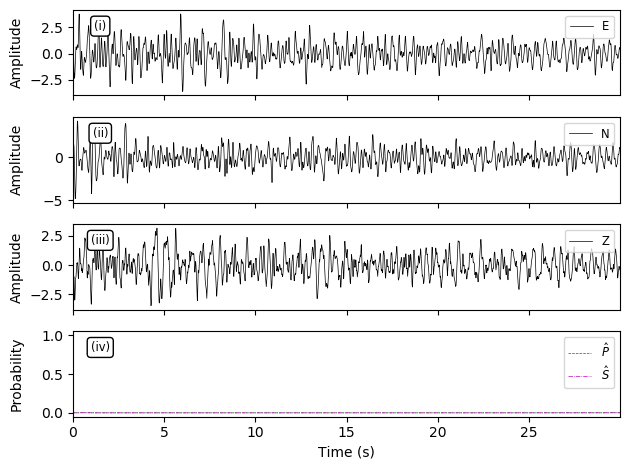 2.5
0.0
−2.5
Amplitude
(i)
E
0
−5
Amplitude
(ii)
N
2.5
0.0
−2.5
Amplitude
(iii)
Z
1.0
0.5
0.0
Probability
(iv)
P̂
Ŝ
0 5 10 15 20 25
Time (s)